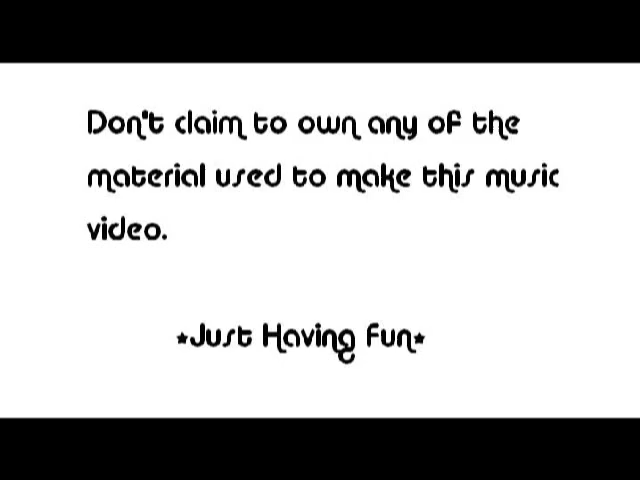 Don't claim to own any of the
material used to make this music
video.
*Just Having Fun*